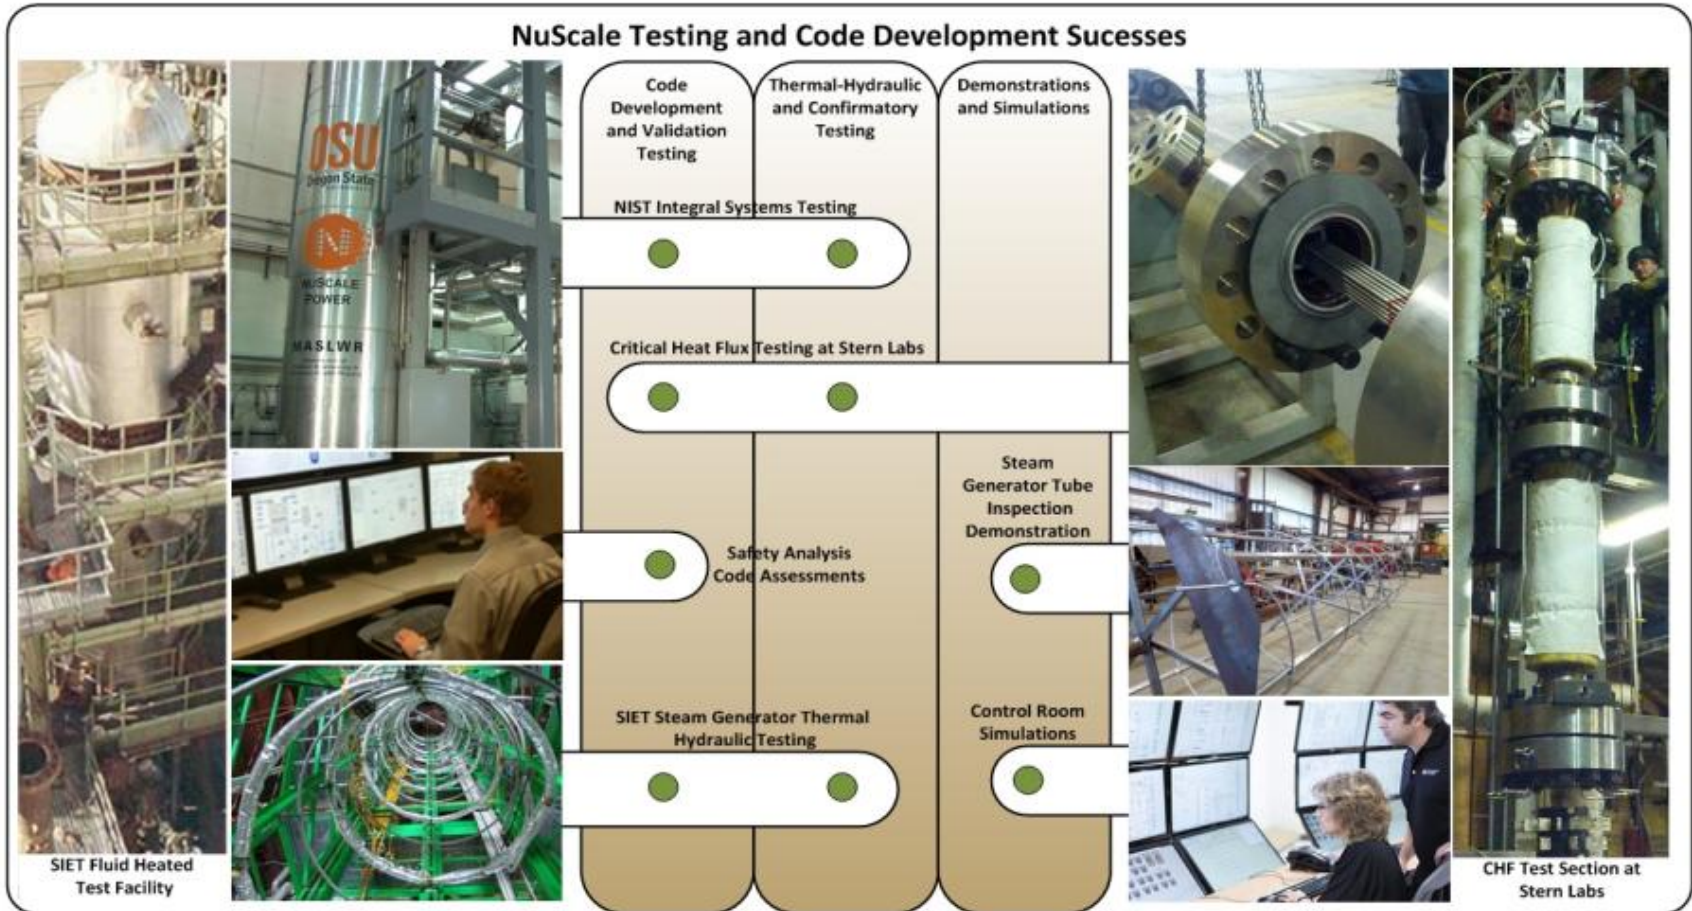 NuScale Testing and Code Development Sucesses
Code
Development
and Validation
Testing
Thermal-Hydraulic
and Confirmatory
Testing
Demonstrations
and Simulations
OSU
Oregon State
NUSCALE
POWER
MASLWR
NIST Integral Systems Testing
Critical Heat Flux Testing at Stern Labs
Safety Analysis
Code Assessments
Steam
Generator Tube
Inspection
Demonstration
SIET Steam Generator Thermal
Hydraulic Testing
Control Room
Simulations
SIET Fluid Heated
Test Facility
CHF Test Section at
Stern Labs